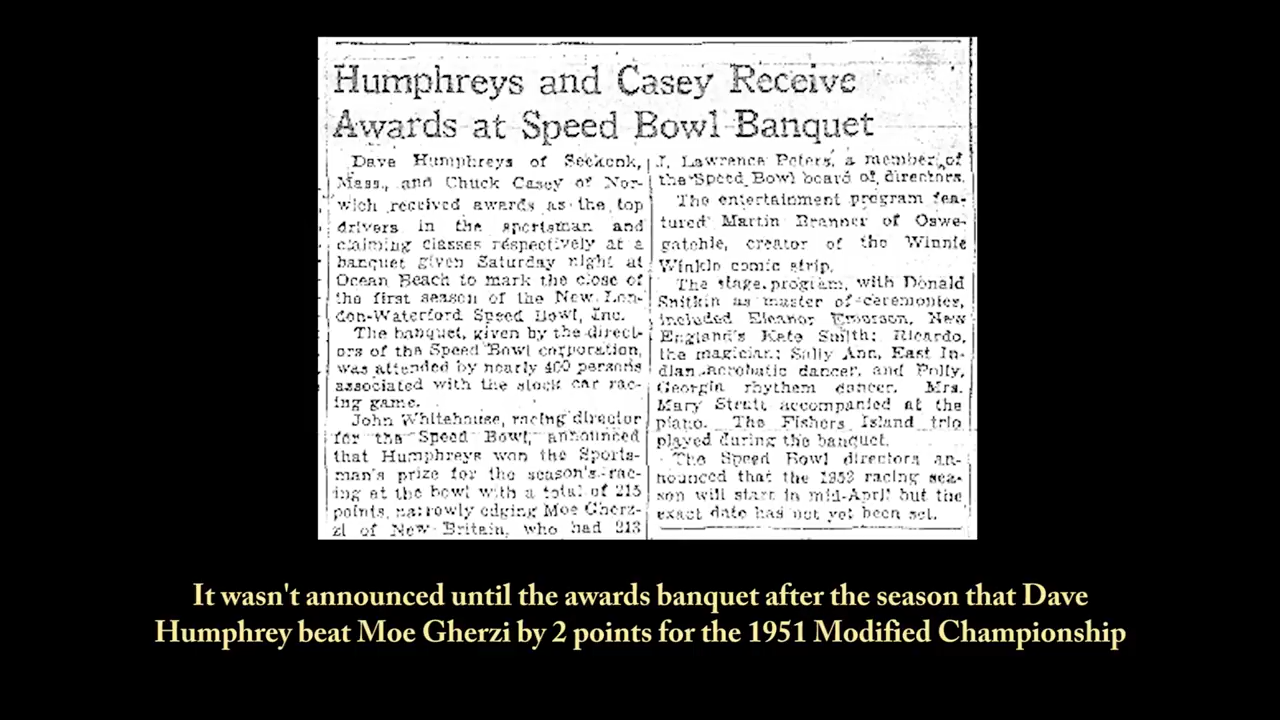 Humphreys and Casey Receive
Awards at Speed Bowl Banquet
Dave Humphreys of Seekonk,
Mass., and Chuck Casey of Nor-
wich received awards as the top
drivers in the sportsman and
claiming classes respectively at a
banquet given Saturday night at
Ocean Beach to mark the close of
the first season of the New Lon-
don-Waterford Speed Bowl, Inc.
The banquet, given by the direct-
ors of the Speed Bowl corporation,
was attended by nearly 400 persons
associated with the stock car rac-
ing game.
John Whitehouse, racing director
for the Speed Bowl, announced
that Humphreys won the Sports-
man's prize for the season's rac-
ing at the bowl with a total of 215
points, narrowly edging Moe Gherz-
zi of New Britain, who had 213
J. Lawrence Peters, a member of
the Speed Bowl board of directors.
The entertainment program fea-
tured Martin Branner of Oswe-
gatchie, creator of the Winnie
Winkle comic strip.
The stage program, with Donald
Snitkin as master of ceremonies,
included Eleanor Emerson, New
England's Kate Smith; Ricardo,
the magician; Sally Ann, East In-
dian acrobatic dancer, and Polly,
Georgia rhythem dancer. Mrs.
Mary Strutt accompanied at the
piano. The Fishers Island trio
played during the banquet.
The Speed Bowl directors an-
nounced that the 1952 racing sea-
son will start in mid-April but the
exact date has not yet been set.
It wasn't announced until the awards banquet after the season that Dave
Humphrey beat Moe Gherzi by 2 points for the 1951 Modified Championship